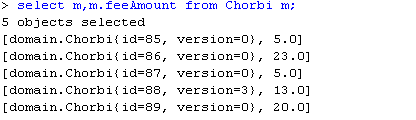 > select m,m.feeAmount from Chorbi m;
5 objects selected
[domain.Chorbi{id=85, version=0}, 5.0]
[domain.Chorbi{id=86, version=0}, 23.0]
[domain.Chorbi{id=87, version=0}, 5.0]
[domain.Chorbi{id=88, version=3}, 13.0]
[domain.Chorbi{id=89, version=0}, 20.0]